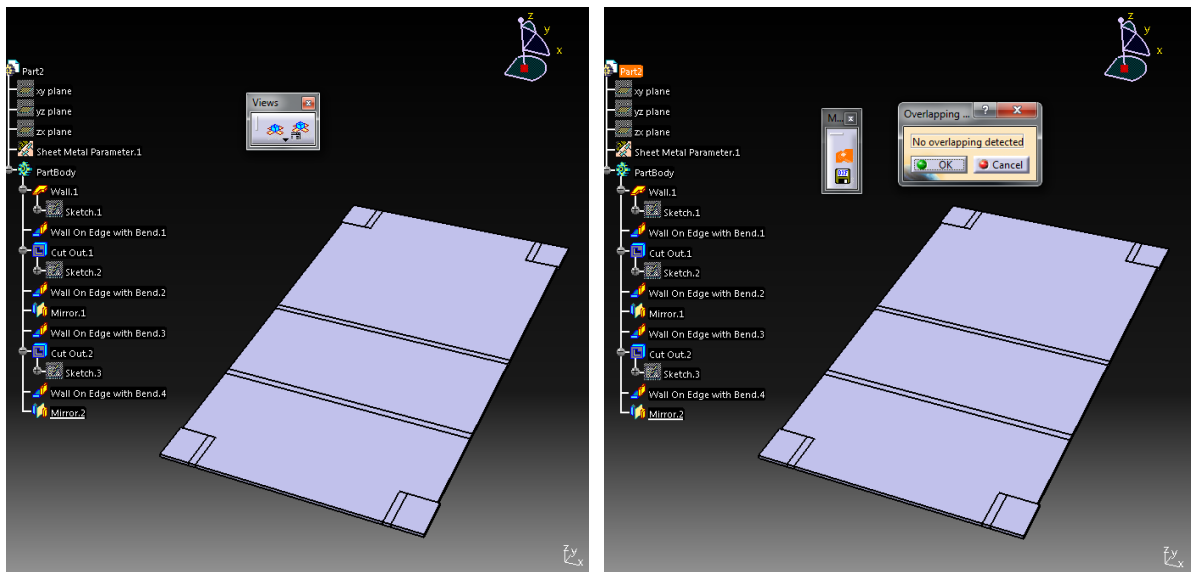 z
y
x
Part2
xy plane
yz plane
zx plane
Sheet Metal Parameter.1
PartBody
Wall.1
Sketch.1
Wall On Edge with Bend.1
Cut Out.1
Sketch.2
Wall On Edge with Bend.2
Mirror.1
Wall On Edge with Bend.3
Cut Out.2
Sketch.3
Wall On Edge with Bend.4
Mirror.2
Views
z y
x
z
y
x
Part2
xy plane
yz plane
zx plane
Sheet Metal Parameter.1
PartBody
Wall.1
Sketch.1
Wall On Edge with Bend.1
Cut Out.1
Sketch.2
Wall On Edge with Bend.2
Mirror.1
Wall On Edge with Bend.3
Cut Out.2
Sketch.3
Wall On Edge with Bend.4
Mirror.2
M...
DXF
Overlapping ...
No overlapping detected
OK
Cancel
z y
x